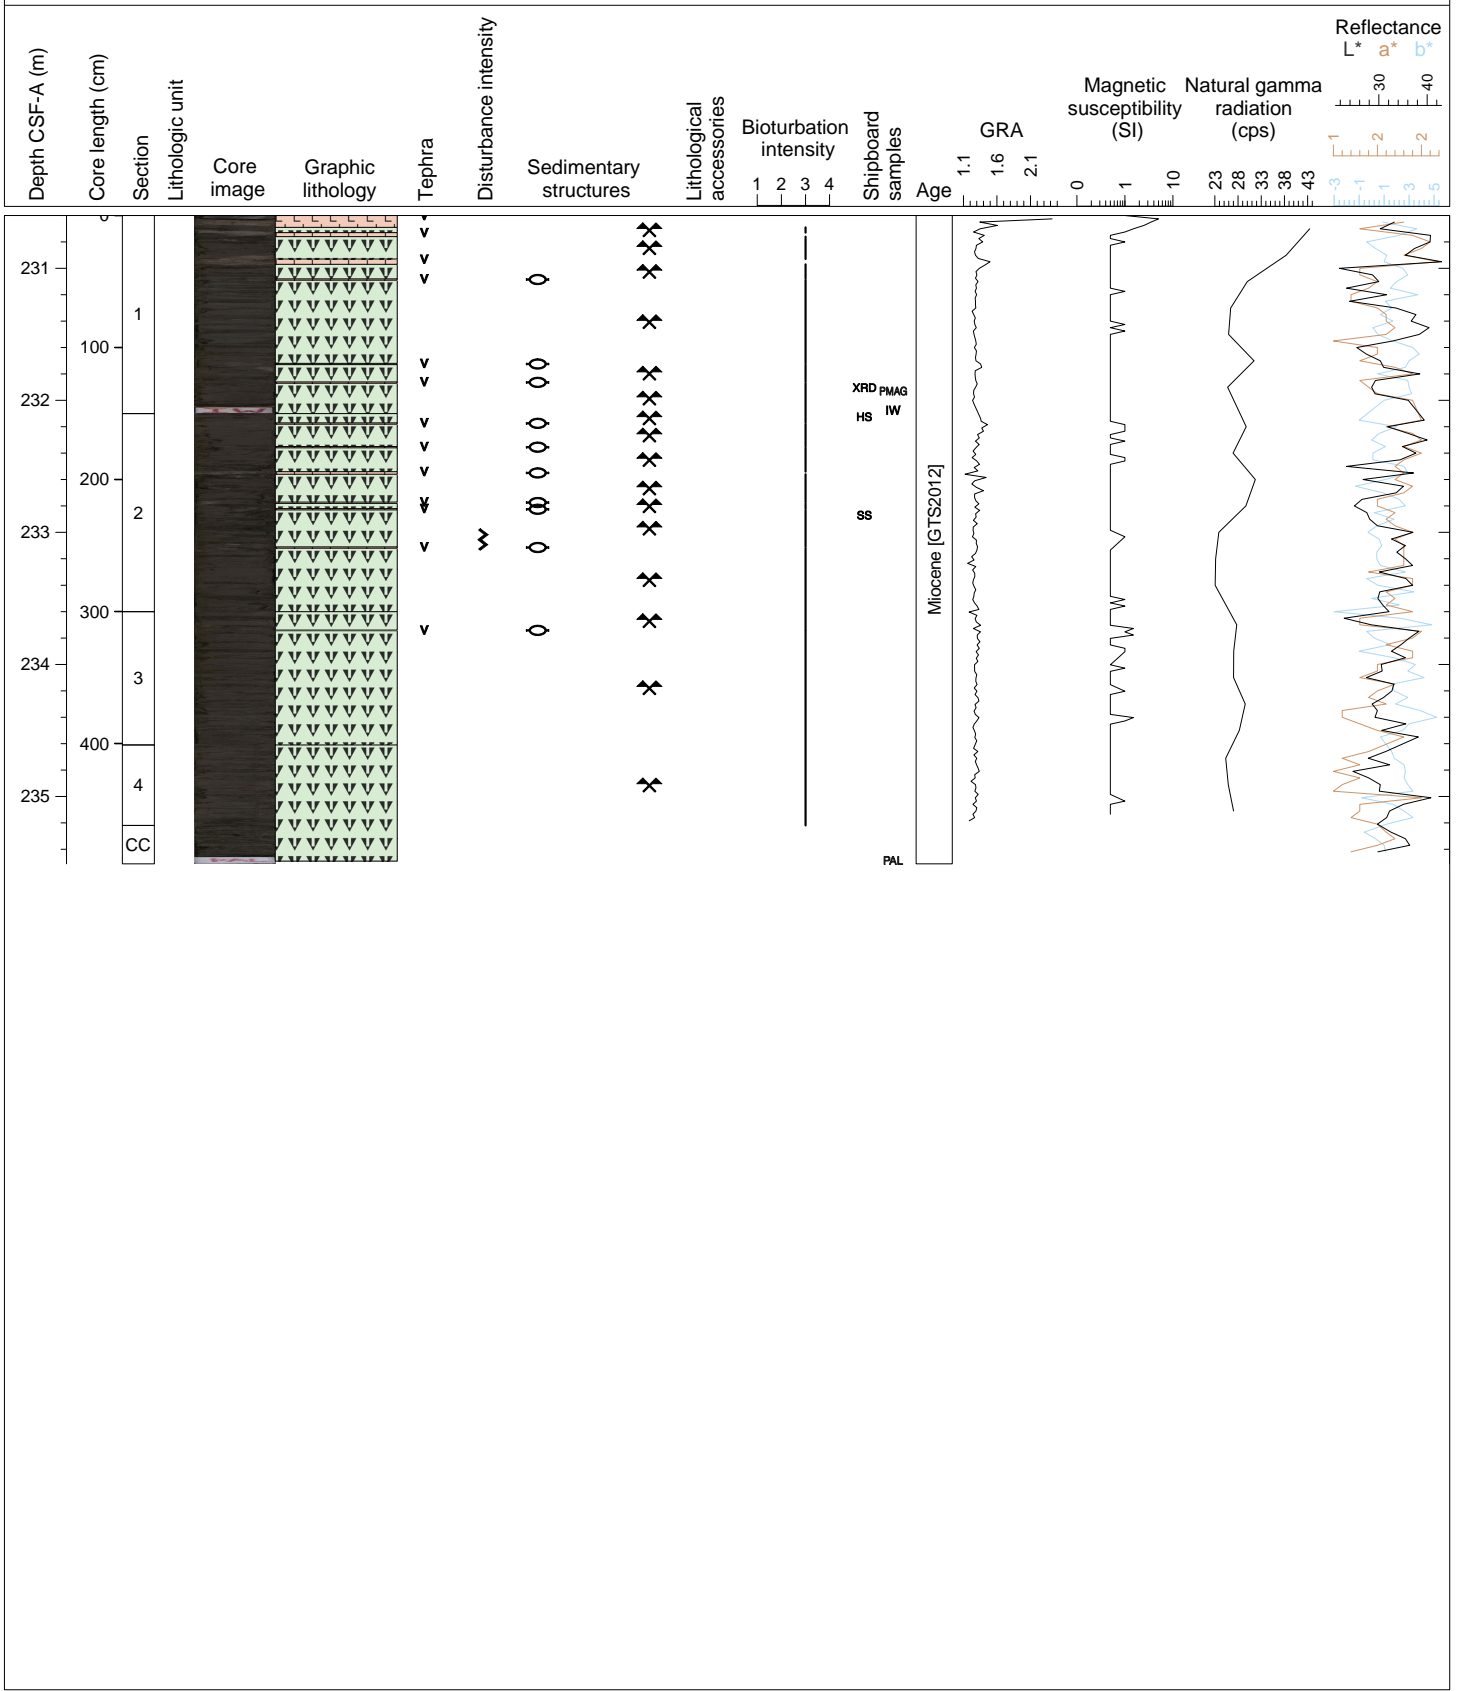 Depth CSF-A (m)
Core length (cm)
Section
Lithologic unit
Core
image
Graphic
lithology
Tephra
Disturbance intensity
Sedimentary
structures
Lithological
accessories
Bioturbation
intensity
1 2 3 4
Shipboard
samples
Age
GRA
1.1 1.6 2.1
Magnetic
susceptibility
(SI)
0 1 10
Natural gamma
radiation
(cps)
23 28 33 38 43
Reflectance
L* a* b*
30 40
1 2 2
-3 -1 1 3 5
231
232
233
234
235
0
100
200
300
400
1
2
3
4
CC
V
V
V
V
V
V
V
V
V
V
V
V
V
XRD PMAG
HS IW
SS
PAL
Miocene [GTS2012]